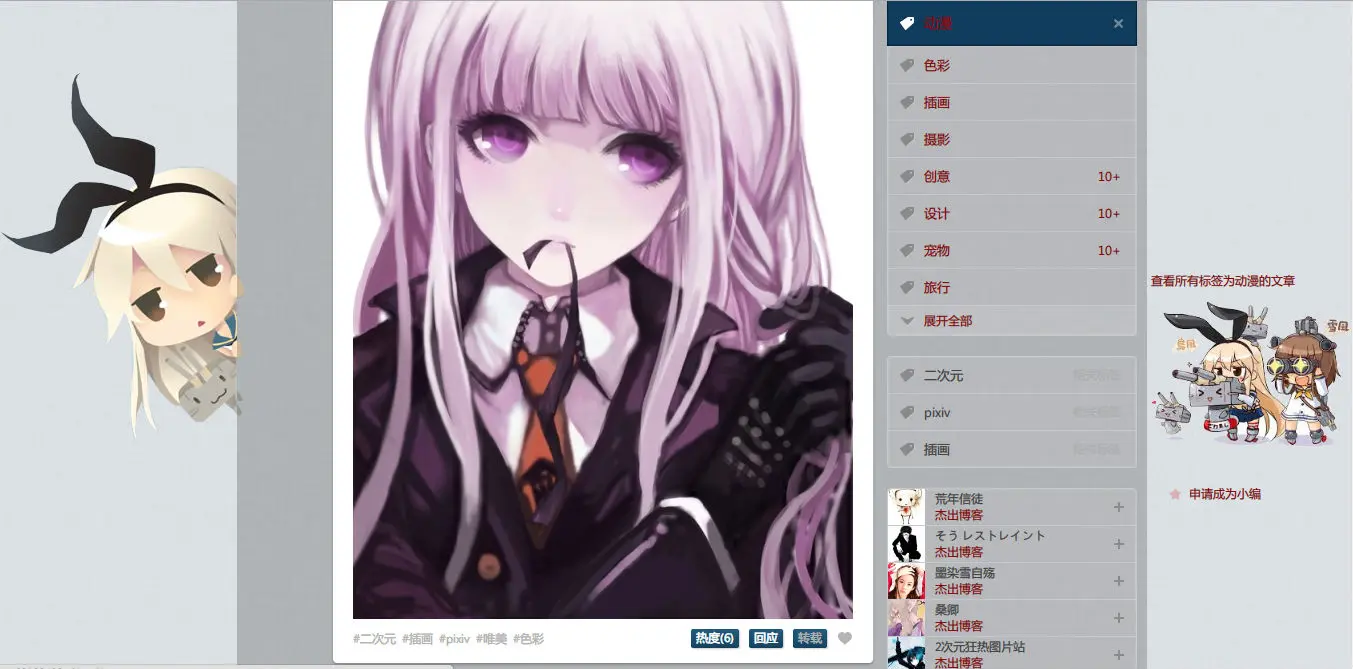 #二次元 #插画 #pixiv #唯美 #色彩
热度(6) 回应 转载
动漫 ×
色彩
插画
摄影
创意 10+
设计 10+
宠物 10+
旅行
展开全部
二次元
pixiv
插画
荒年信徒
杰出博客
そう レストレイント
杰出博客
墨染雪自殇
杰出博客
桑卿
杰出博客
2次元狂热图片站
杰出博客
查看所有标签为动漫的文章
島風
雪風
申请成为小编